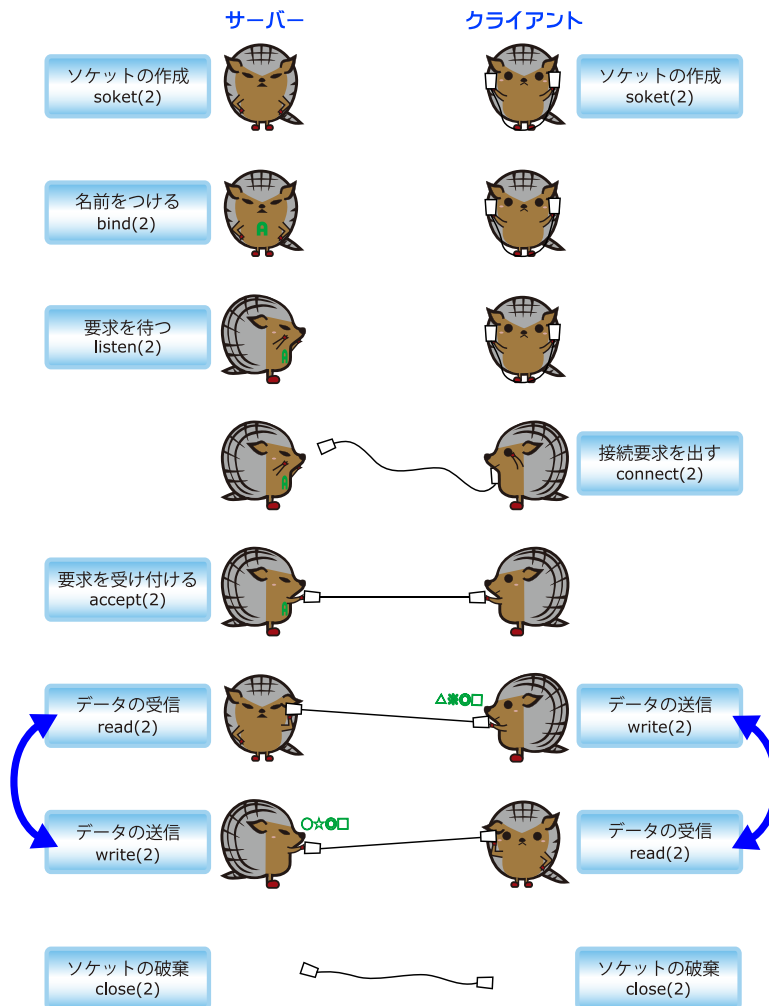 サーバー
クライアント
ソケットの作成
soket(2)
ソケットの作成
soket(2)
名前をつける
bind(2)
A
要求を待つ
listen(2)
A
A
接続要求を出す
connect(2)
要求を受け付ける
accept(2)
A
データの受信
read(2)
△※◎□
データの送信
write(2)
データの送信
write(2)
○☆◎□
データの受信
read(2)
ソケットの破棄
close(2)
ソケットの破棄
close(2)